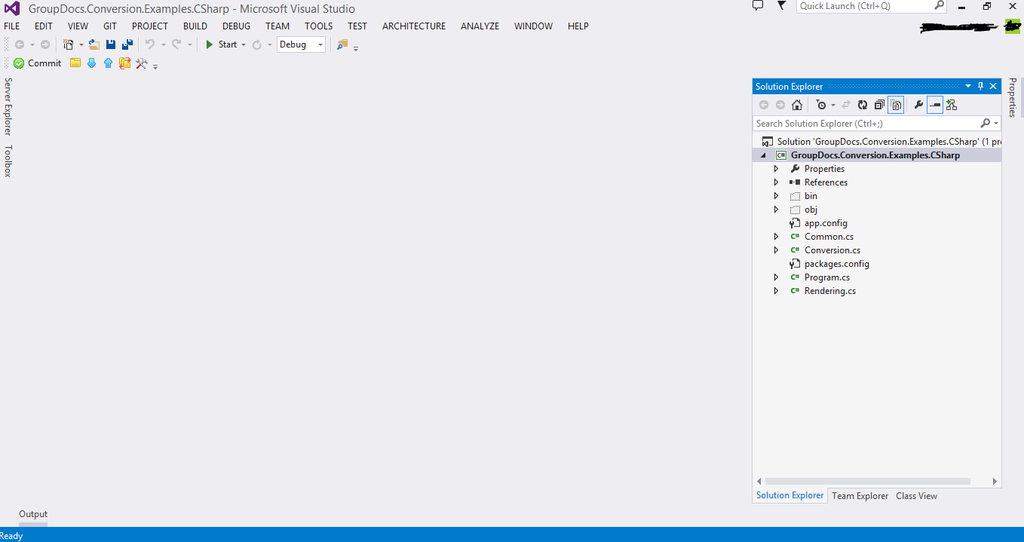 GroupDocs.Conversion.Examples.CSharp - Microsoft Visual Studio
Quick Launch (Ctrl+Q)
FILE EDIT VIEW GIT PROJECT BUILD DEBUG TEAM TOOLS TEST ARCHITECTURE ANALYZE WINDOW HELP
Start Debug
Commit
Server Explorer
Toolbox
Solution Explorer
Search Solution Explorer (Ctrl+;)
Solution 'GroupDocs.Conversion.Examples.CSharp' (1 pr
C# GroupDocs.Conversion.Examples.CSharp
Properties
References
bin
obj
app.config
C# Common.cs
C# Conversion.cs
packages.config
C# Program.cs
C# Rendering.cs
Solution Explorer Team Explorer Class View
Properties
Output
Ready